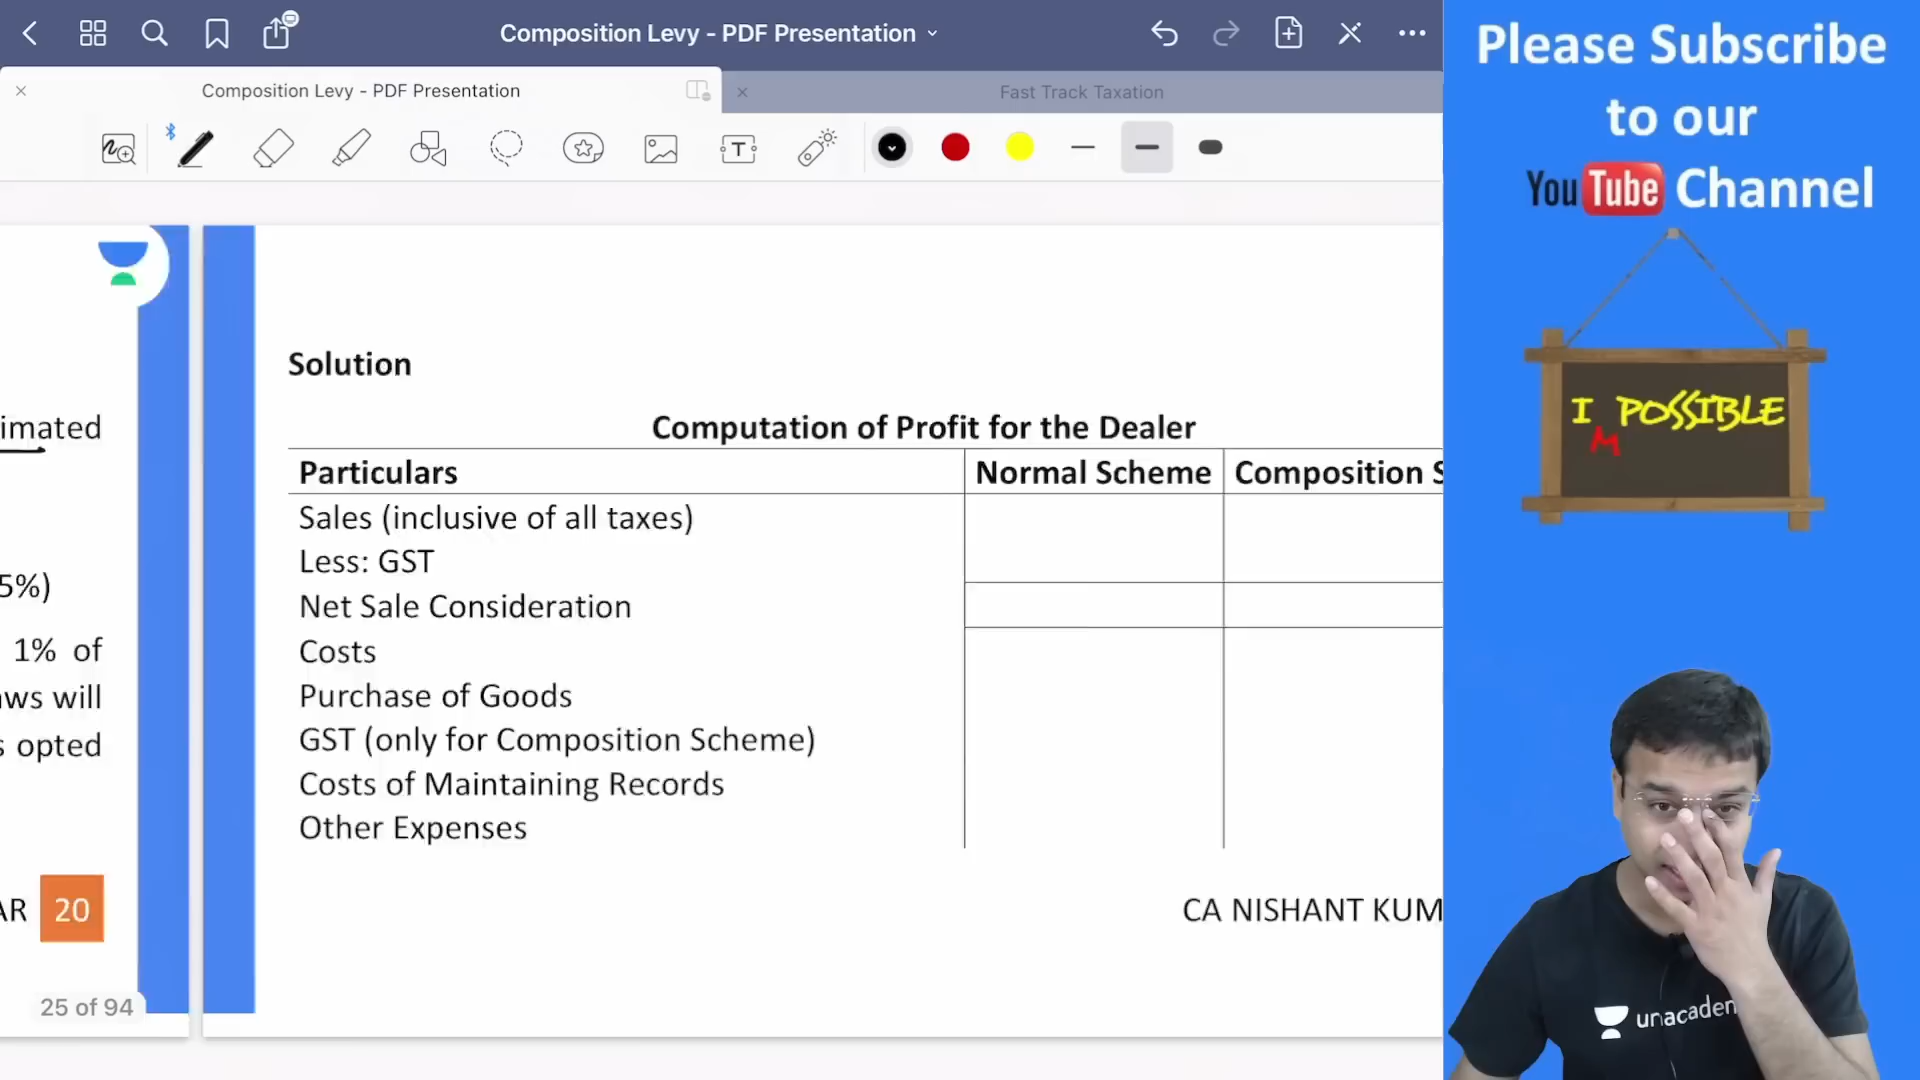 Composition Levy - PDF Presentation
Composition Levy - PDF Presentation
Fast Track Taxation
T
imated
5%)
1% of
aws will
s opted
AR 20
25 of 94
Solution
Computation of Profit for the Dealer
Particulars Normal Scheme Composition S
Sales (inclusive of all taxes)
Less: GST
Net Sale Consideration
Costs
Purchase of Goods
GST (only for Composition Scheme)
Costs of Maintaining Records
Other Expenses
CA NISHANT KUM
Please Subscribe
to our
YouTube Channel
I POSSIBLE
M
unacadem